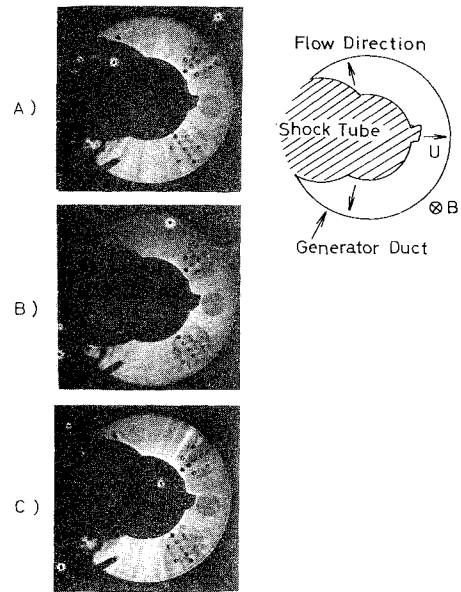 A)
B)
C)
Flow Direction
Shock Tube
U
⊗B
Generator Duct